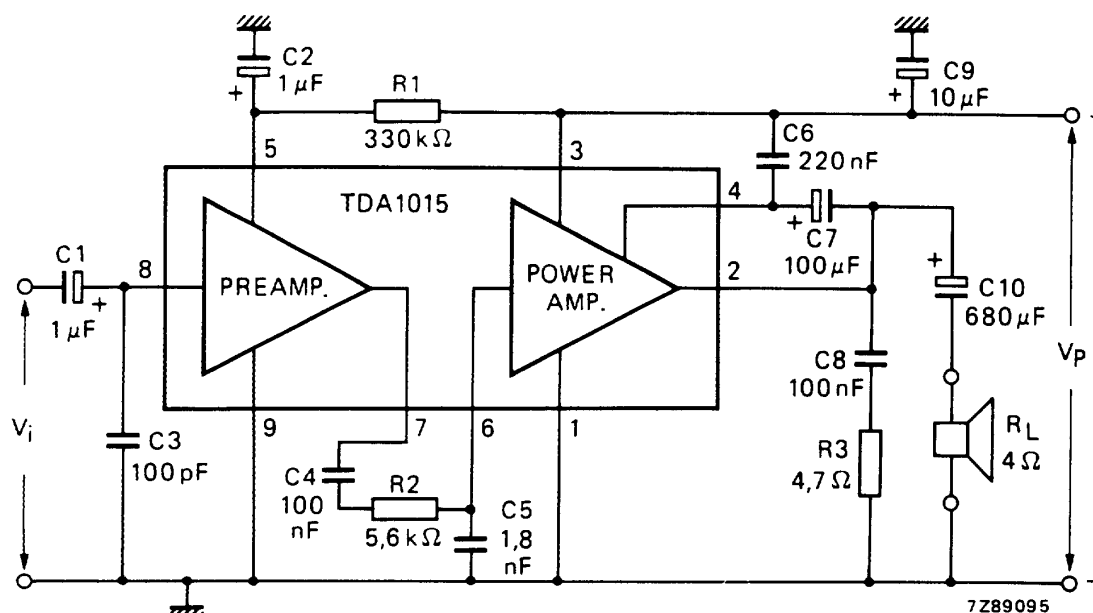 C2
1 µF
+
R1
330 kΩ
C9
10 µF
+
+
5
3
C6
220 nF
TDA1015
4
+
C7
100 µF
C1
8
+
1 µF
PREAMP.
POWER
AMP.
2
+
C10
680 µF
Vi
Vp
C8
100 nF
9
7
6
1
C3
100 pF
C4
100
nF
R2
5,6 kΩ
C5
1,8
nF
R3
4,7 Ω
RL
4 Ω
7Z89095